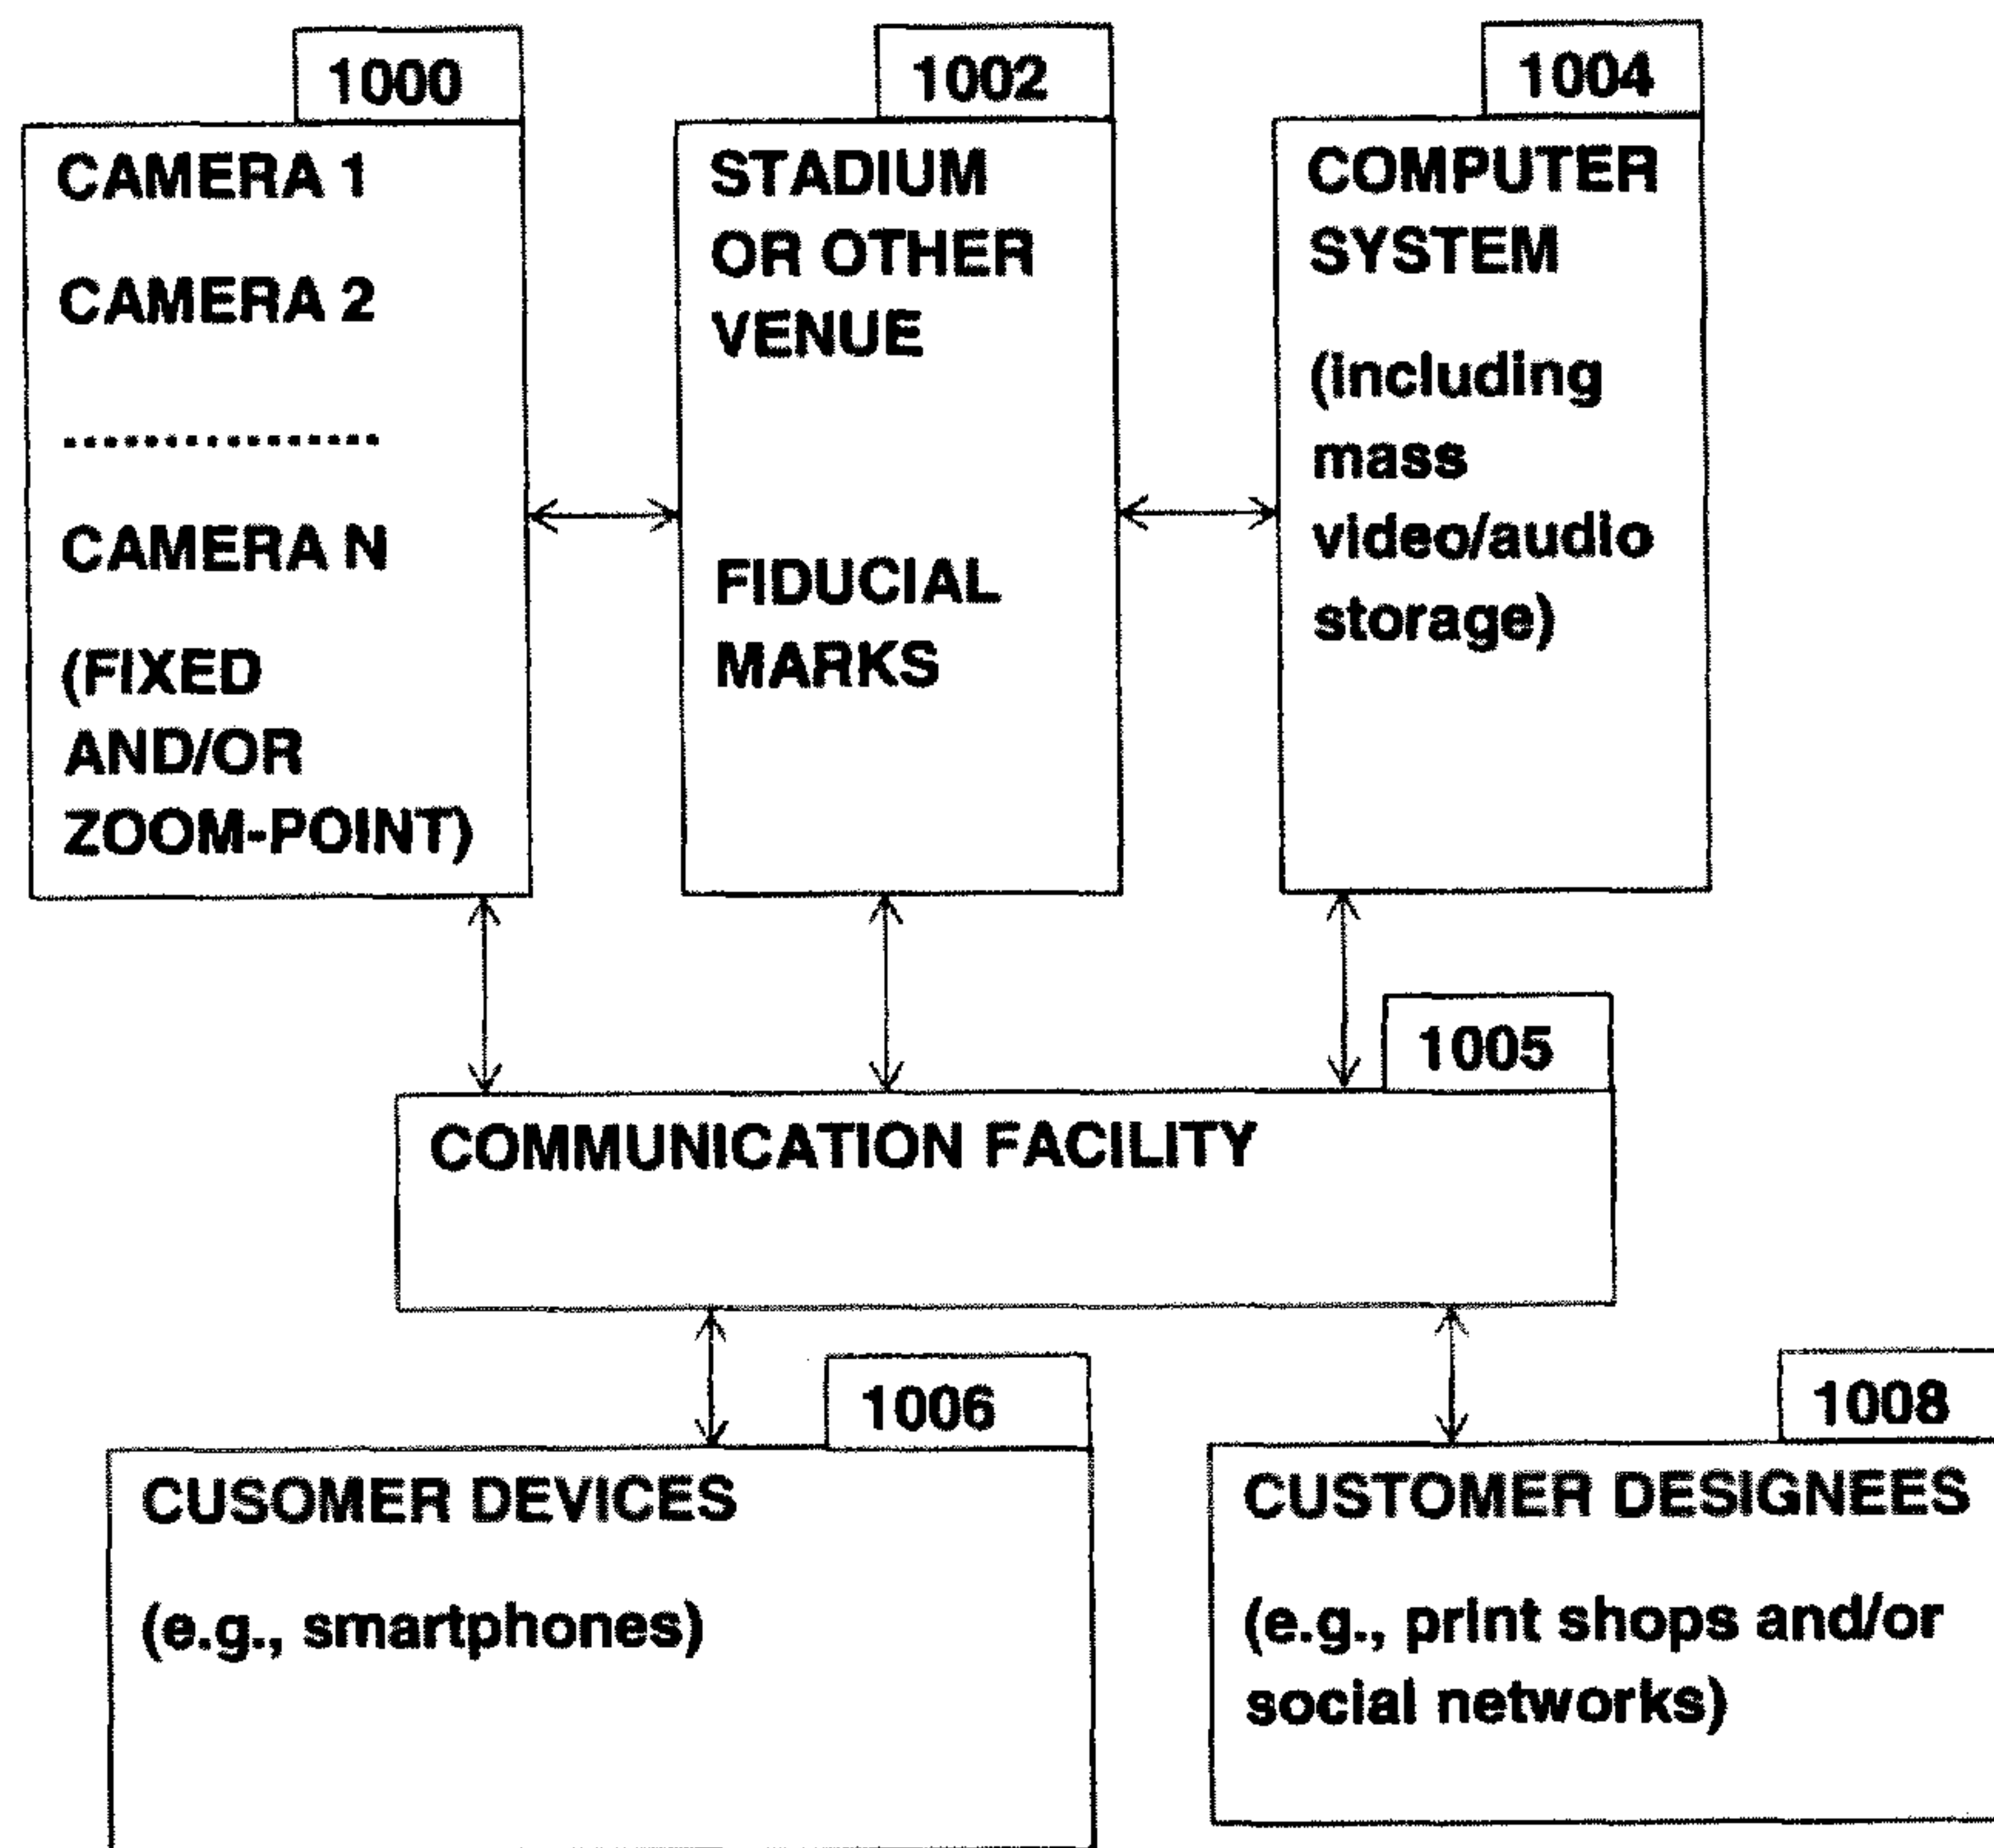 1000
CAMERA 1
CAMERA 2
................
CAMERA N
(FIXED
AND/OR
ZOOM-POINT)
1002
STADIUM
OR OTHER
VENUE
FIDUCIAL
MARKS
1004
COMPUTER
SYSTEM
(including
mass
video/audio
storage)
1005
COMMUNICATION FACILITY
1006
CUSOMER DEVICES
(e.g., smartphones)
1008
CUSTOMER DESIGNEES
(e.g., print shops and/or
social networks)